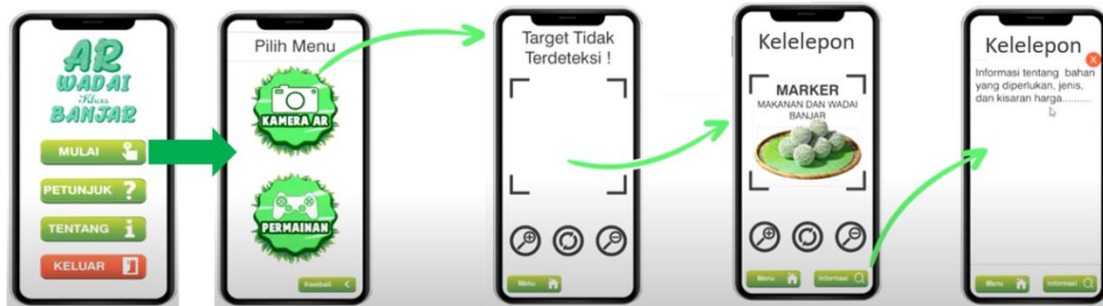 AR
WADAI
Khas
BANJAR
MULAI
PETUNJUK ?
TENTANG i
KELUAR
Pilih Menu
KAMERA AR
PERMAINAN
Kembali
Target Tidak
Terdeteksi !
Menu
Kelelepon
MARKER
MAKANAN DAN WADAI
BANJAR
Menu
Informasi
Kelelepon
X
Informasi tentang bahan
yang diperlukan, jenis,
dan kisaran harga..........
Menu
Informasi